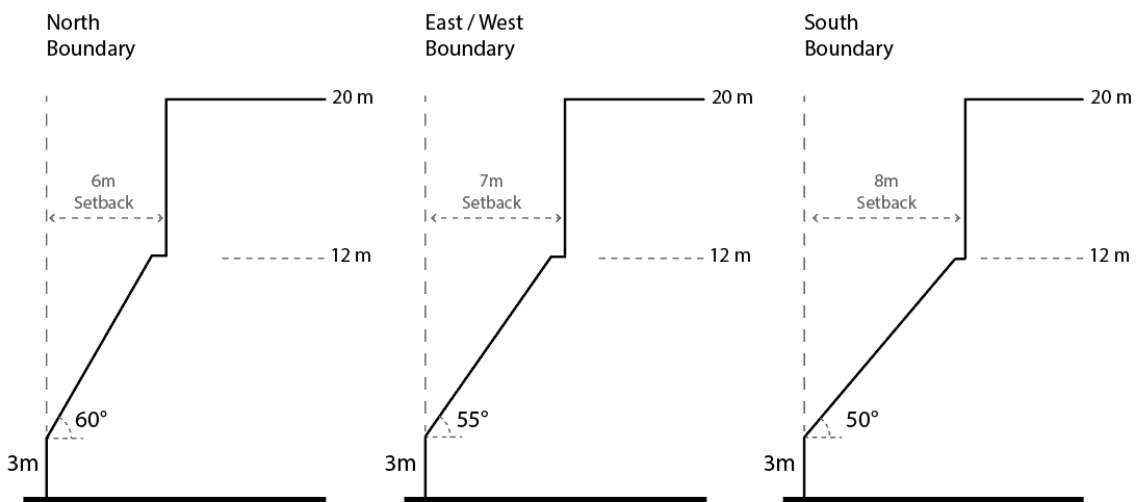 North
Boundary
20 m
6m
Setback
12 m
60°
3m
East / West
Boundary
20 m
7m
Setback
12 m
55°
3m
South
Boundary
20 m
8m
Setback
12 m
50°
3m